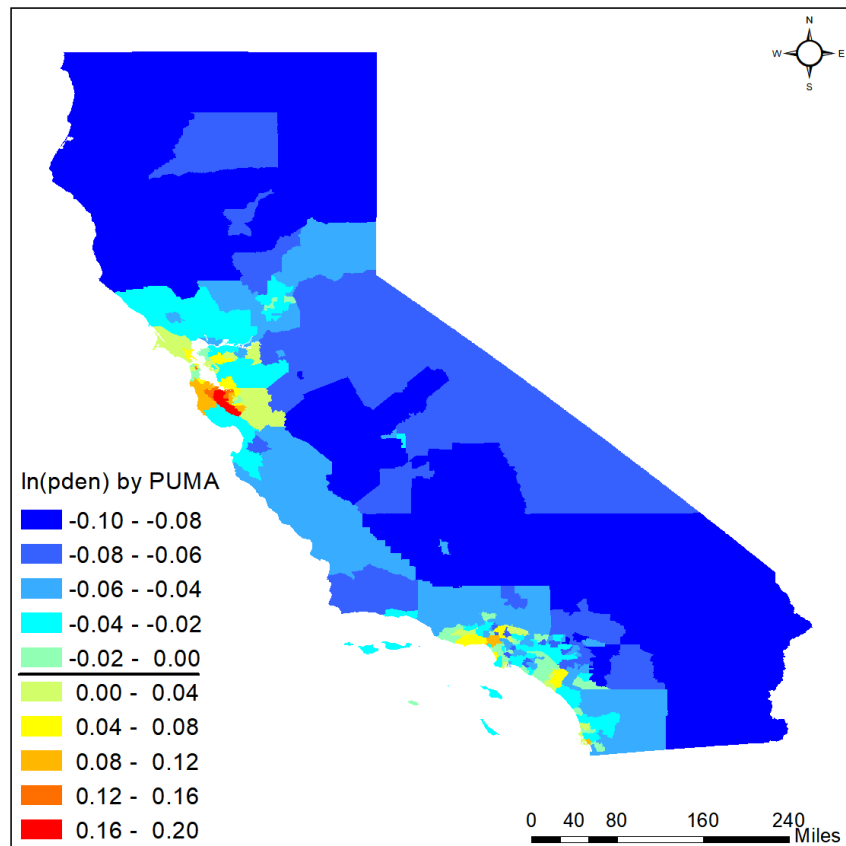 N
W E
S
ln(pden) by PUMA
-0.10 - -0.08
-0.08 - -0.06
-0.06 - -0.04
-0.04 - -0.02
-0.02 - 0.00
0.00 - 0.04
0.04 - 0.08
0.08 - 0.12
0.12 - 0.16
0.16 - 0.20
0 40 80 160 240
Miles